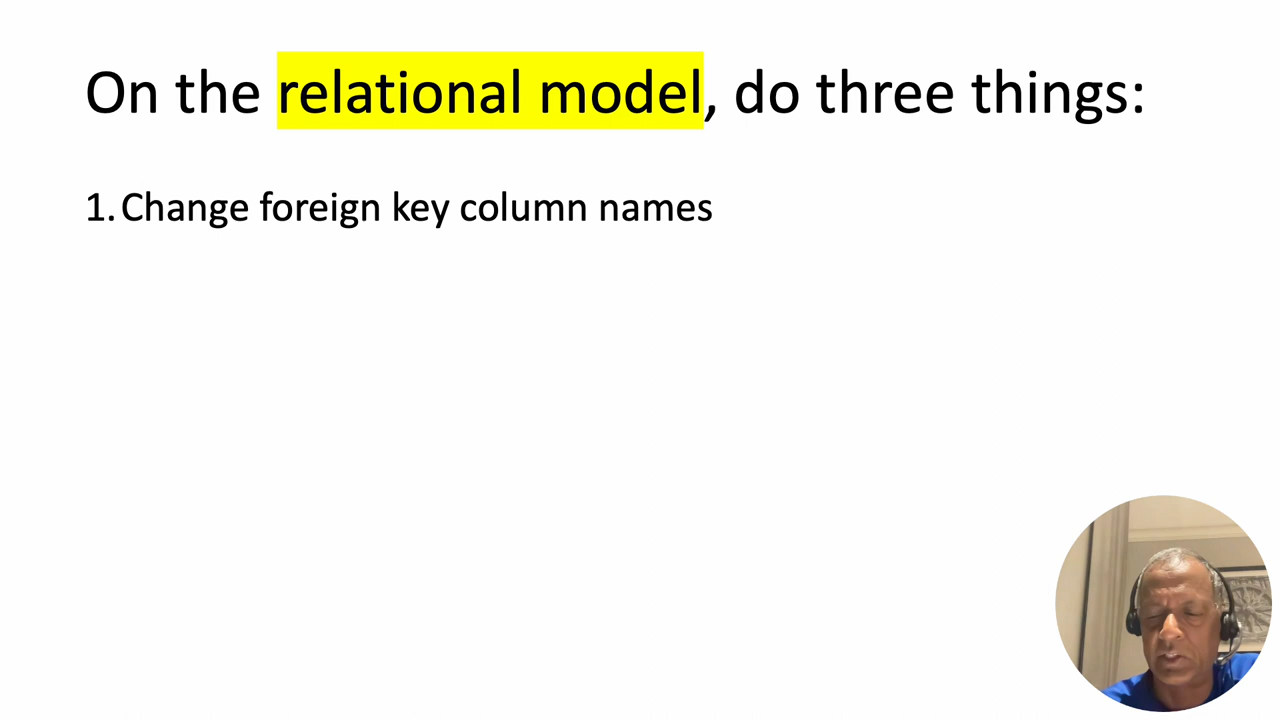 On the relational model, do three things:
1. Change foreign key column names